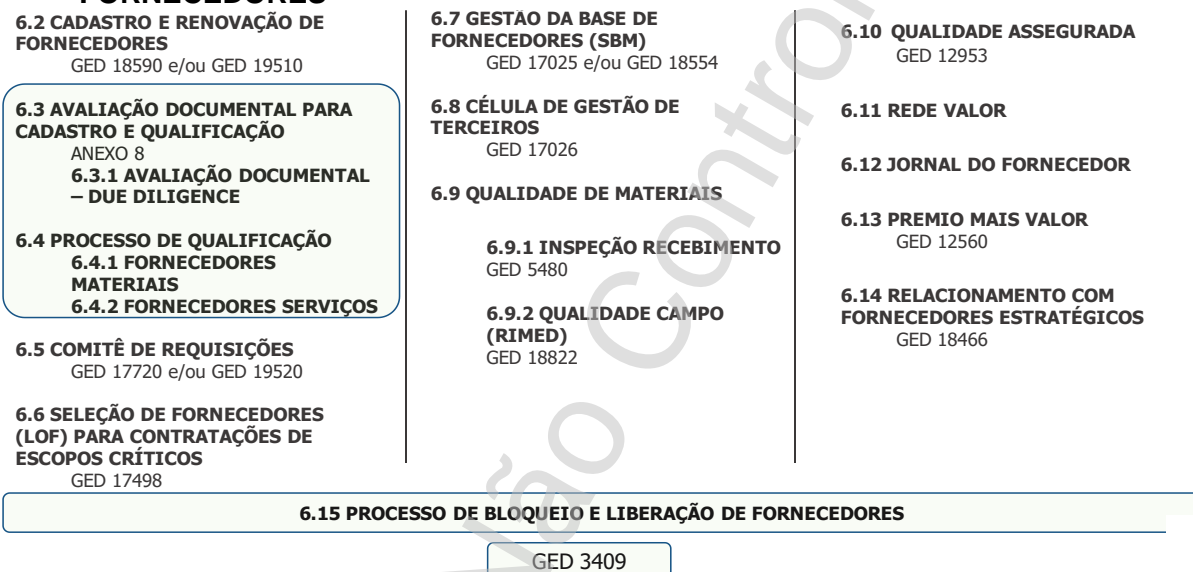 FORNECEDORES
6.2 CADASTRO E RENOVAÇÃO DE
FORNECEDORES
GED 18590 e/ou GED 19510
6.3 AVALIAÇÃO DOCUMENTAL PARA
CADASTRO E QUALIFICAÇÃO
ANEXO 8
6.3.1 AVALIAÇÃO DOCUMENTAL
– DUE DILIGENCE
6.4 PROCESSO DE QUALIFICAÇÃO
6.4.1 FORNECEDORES
MATERIAIS
6.4.2 FORNECEDORES SERVIÇOS
6.5 COMITÊ DE REQUISIÇÕES
GED 17720 e/ou GED 19520
6.6 SELEÇÃO DE FORNECEDORES
(LOF) PARA CONTRATAÇÕES DE
ESCOPOS CRÍTICOS
GED 17498
6.7 GESTÃO DA BASE DE
FORNECEDORES (SBM)
GED 17025 e/ou GED 18554
6.8 CÉLULA DE GESTÃO DE
TERCEIROS
GED 17026
6.9 QUALIDADE DE MATERIAIS
6.9.1 INSPEÇÃO RECEBIMENTO
GED 5480
6.9.2 QUALIDADE CAMPO
(RIMED)
GED 18822
6.10 QUALIDADE ASSEGURADA
GED 12953
6.11 REDE VALOR
6.12 JORNAL DO FORNECEDOR
6.13 PREMIO MAIS VALOR
GED 12560
6.14 RELACIONAMENTO COM
FORNECEDORES ESTRATÉGICOS
GED 18466
6.15 PROCESSO DE BLOQUEIO E LIBERAÇÃO DE FORNECEDORES
GED 3409
Não Contro